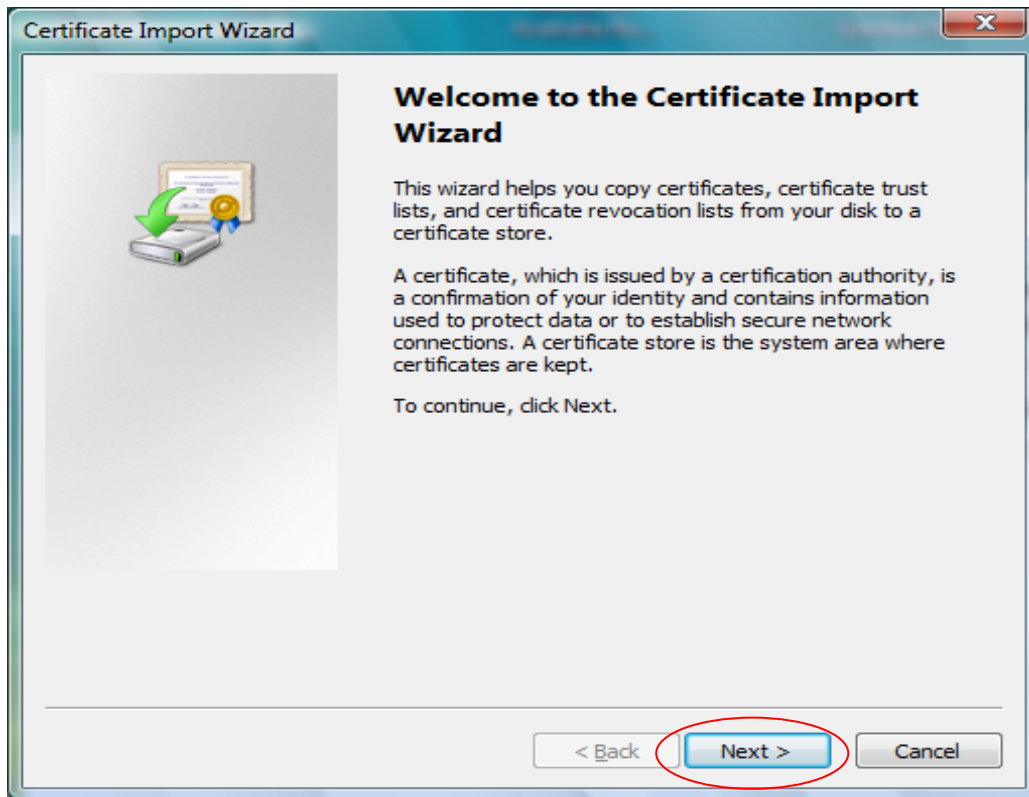 Certificate Import Wizard
Welcome to the Certificate Import
Wizard
This wizard helps you copy certificates, certificate trust
lists, and certificate revocation lists from your disk to a
certificate store.
A certificate, which is issued by a certification authority, is
a confirmation of your identity and contains information
used to protect data or to establish secure network
connections. A certificate store is the system area where
certificates are kept.
To continue, click Next.
< Back
Next >
Cancel